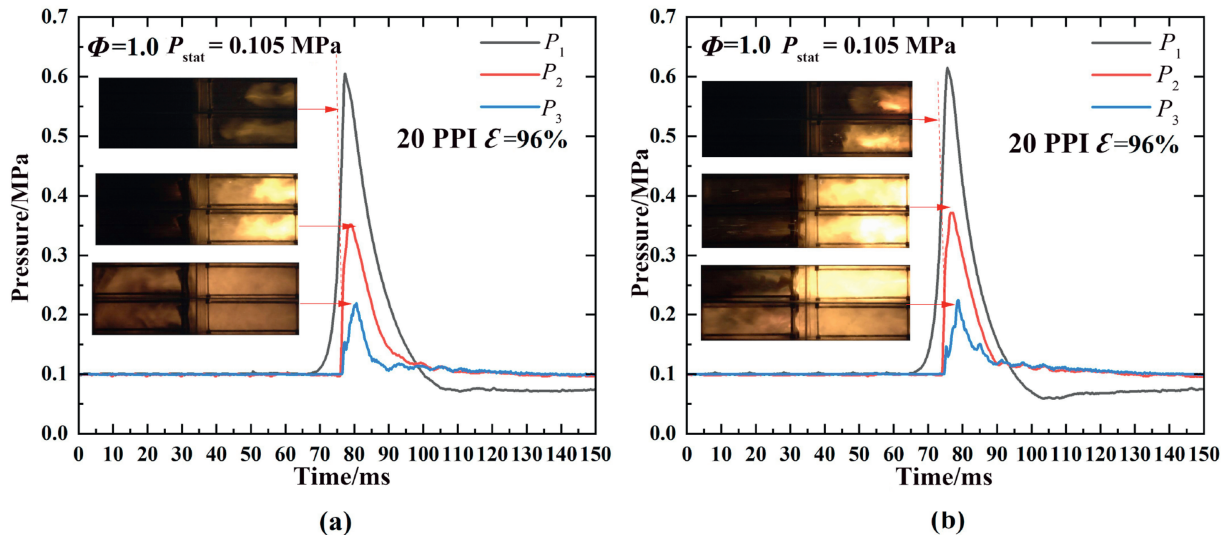 0.7
Φ=1.0 Pstat = 0.105 MPa
P1
P2
P3
20 PPI ε=96%
0.6
0.5
0.4
0.3
0.2
0.1
0.0
Pressure/MPa
0 10 20 30 40 50 60 70 80 90 100 110 120 130 140 150
Time/ms
(a)
0.7
Φ=1.0 Pstat = 0.105 MPa
P1
P2
P3
20 PPI ε=96%
0.6
0.5
0.4
0.3
0.2
0.1
0.0
Pressure/MPa
0 10 20 30 40 50 60 70 80 90 100 110 120 130 140 150
Time/ms
(b)